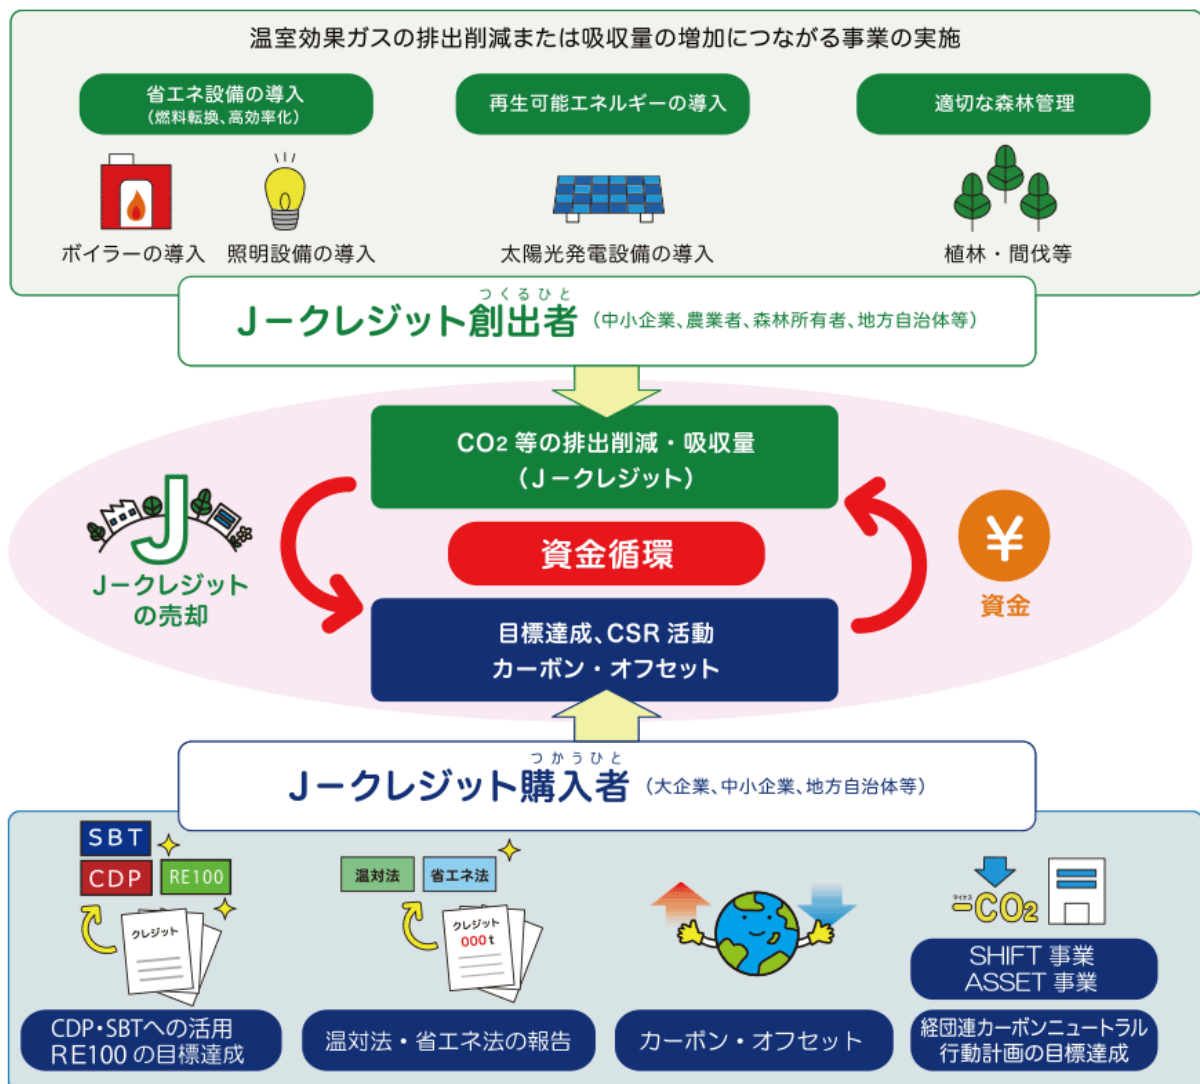 温室効果ガスの排出削減または吸収量の増加につながる事業の実施
省エネ設備の導入
(燃料転換、高効率化)
再生可能エネルギーの導入
適切な森林管理
ボイラーの導入
照明設備の導入
太陽光発電設備の導入
植林・間伐等
つくるひと
Jークレジット創出者(中小企業、農業者、森林所有者、地方自治体等)
CO2 等の排出削減・吸収量
(Jークレジット)
J
Jークレジット
の売却
資金循環
¥
資金
目標達成、CSR 活動
カーボン・オフセット
つかうひと
Jークレジット購入者(大企業、中小企業、地方自治体等)
SBT
CDP
RE100
クレジット
CDP・SBTへの活用
RE100 の目標達成
温対法
省エネ法
クレジット
000t
温対法・省エネ法の報告
カーボン・オフセット
マイナス
-CO2
SHIFT 事業
ASSET 事業
経団連カーボンニュートラル
行動計画の目標達成